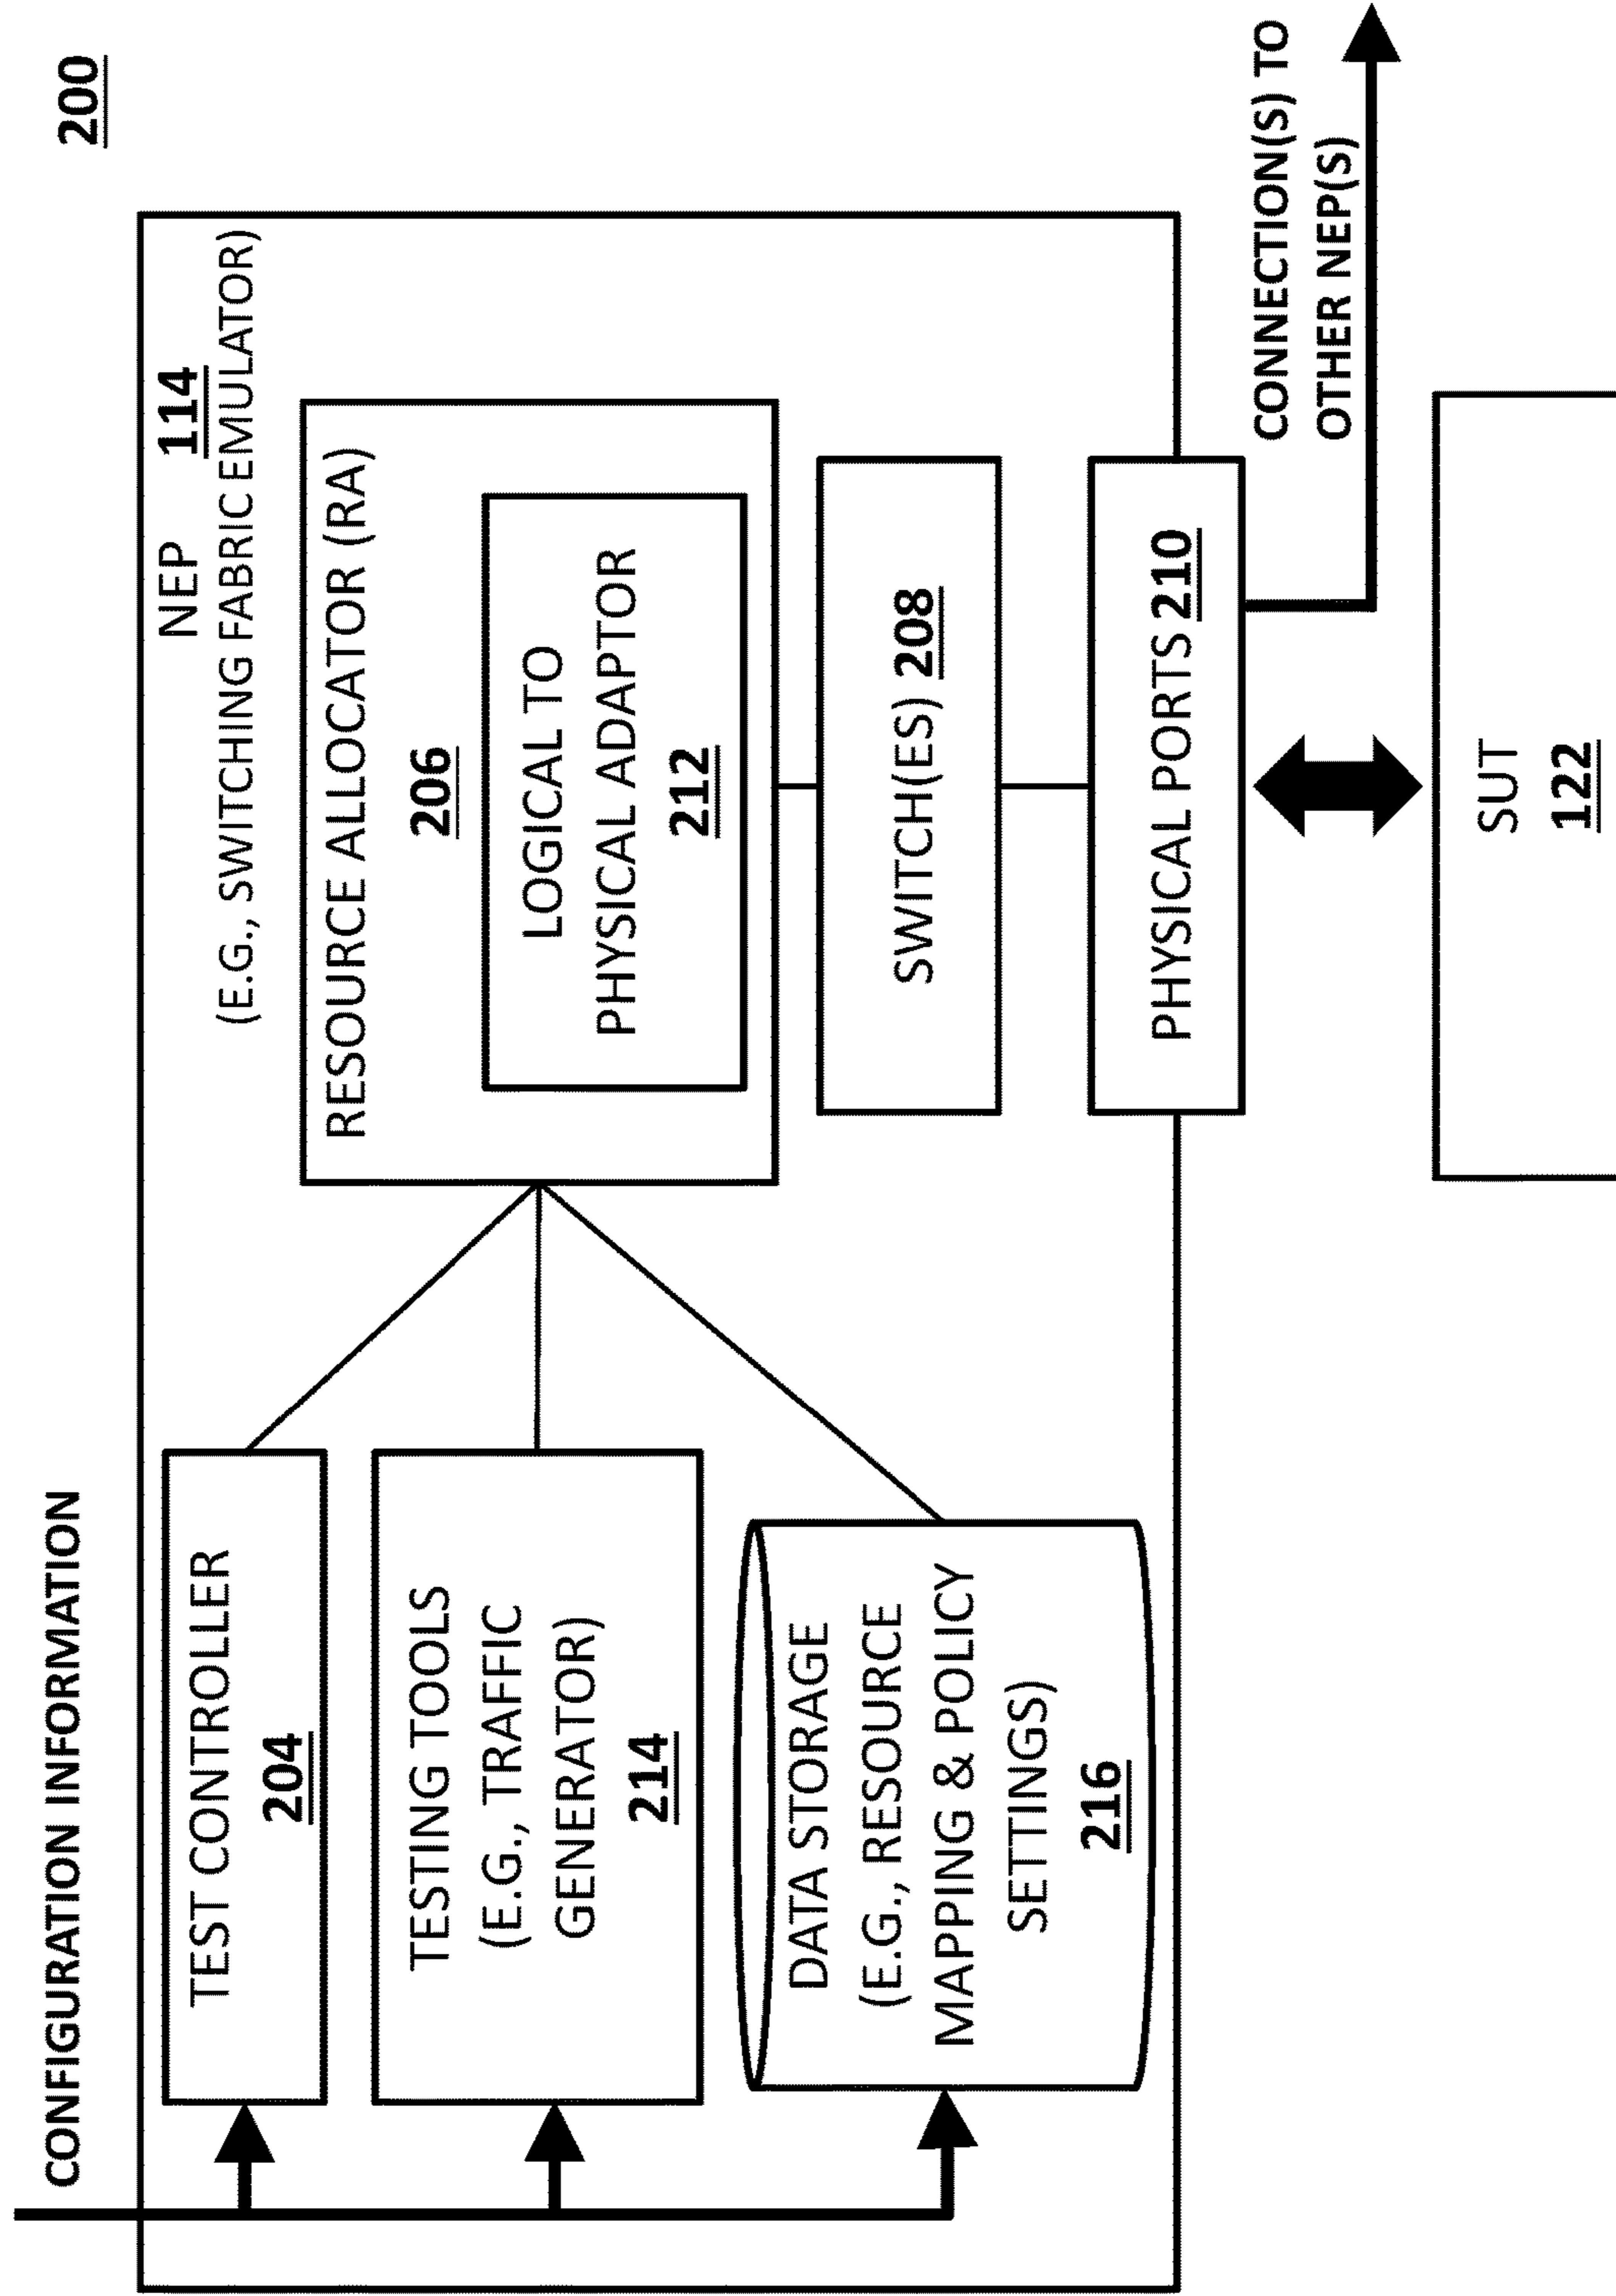 200
CONFIGURATION INFORMATION
NEP 114
(E.G., SWITCHING FABRIC EMULATOR)
TEST CONTROLLER
204
TESTING TOOLS
(E.G., TRAFFIC
GENERATOR)
214
DATA STORAGE
(E.G., RESOURCE
MAPPING & POLICY
SETTINGS)
216
RESOURCE ALLOCATOR (RA)
206
LOGICAL TO
PHYSICAL ADAPTOR
212
SWITCH(ES) 208
PHYSICAL PORTS 210
CONNECTION(S) TO
OTHER NEP(S)
SUT
122